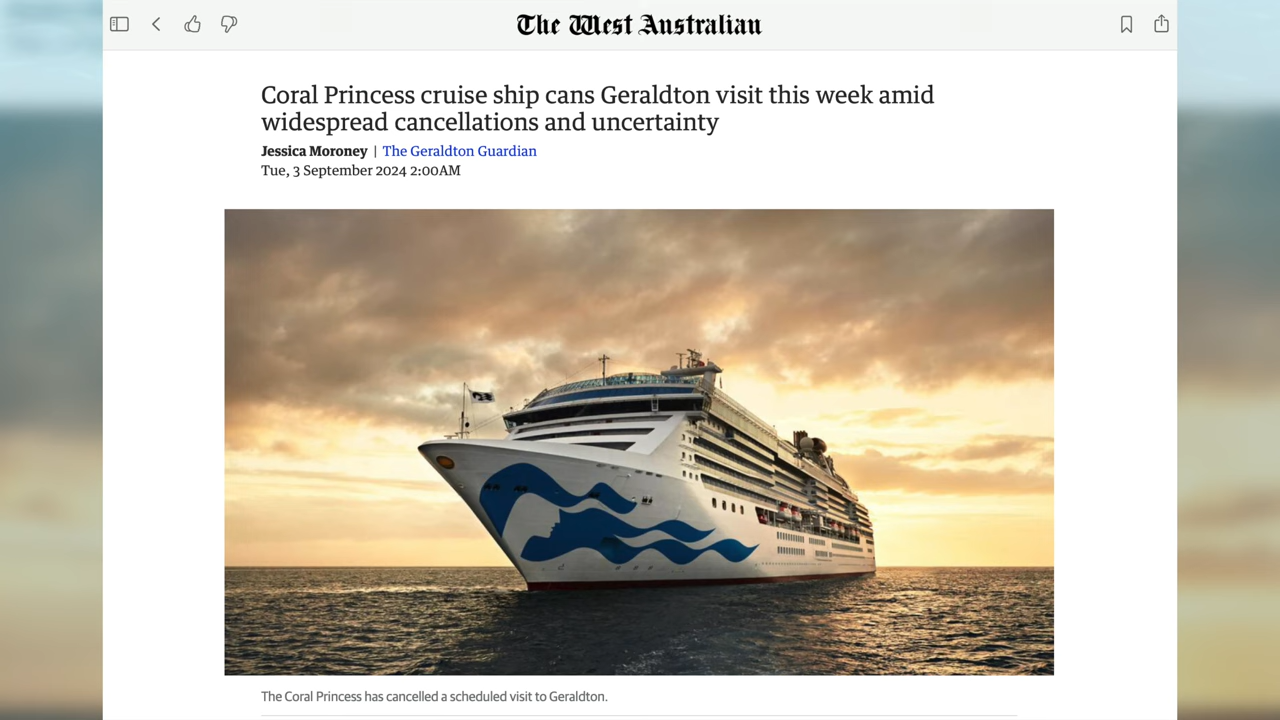 The West Australian
Coral Princess cruise ship cans Geraldton visit this week amid
widespread cancellations and uncertainty
Jessica Moroney | The Geraldton Guardian
Tue, 3 September 2024 2:00AM
The Coral Princess has cancelled a scheduled visit to Geraldton.